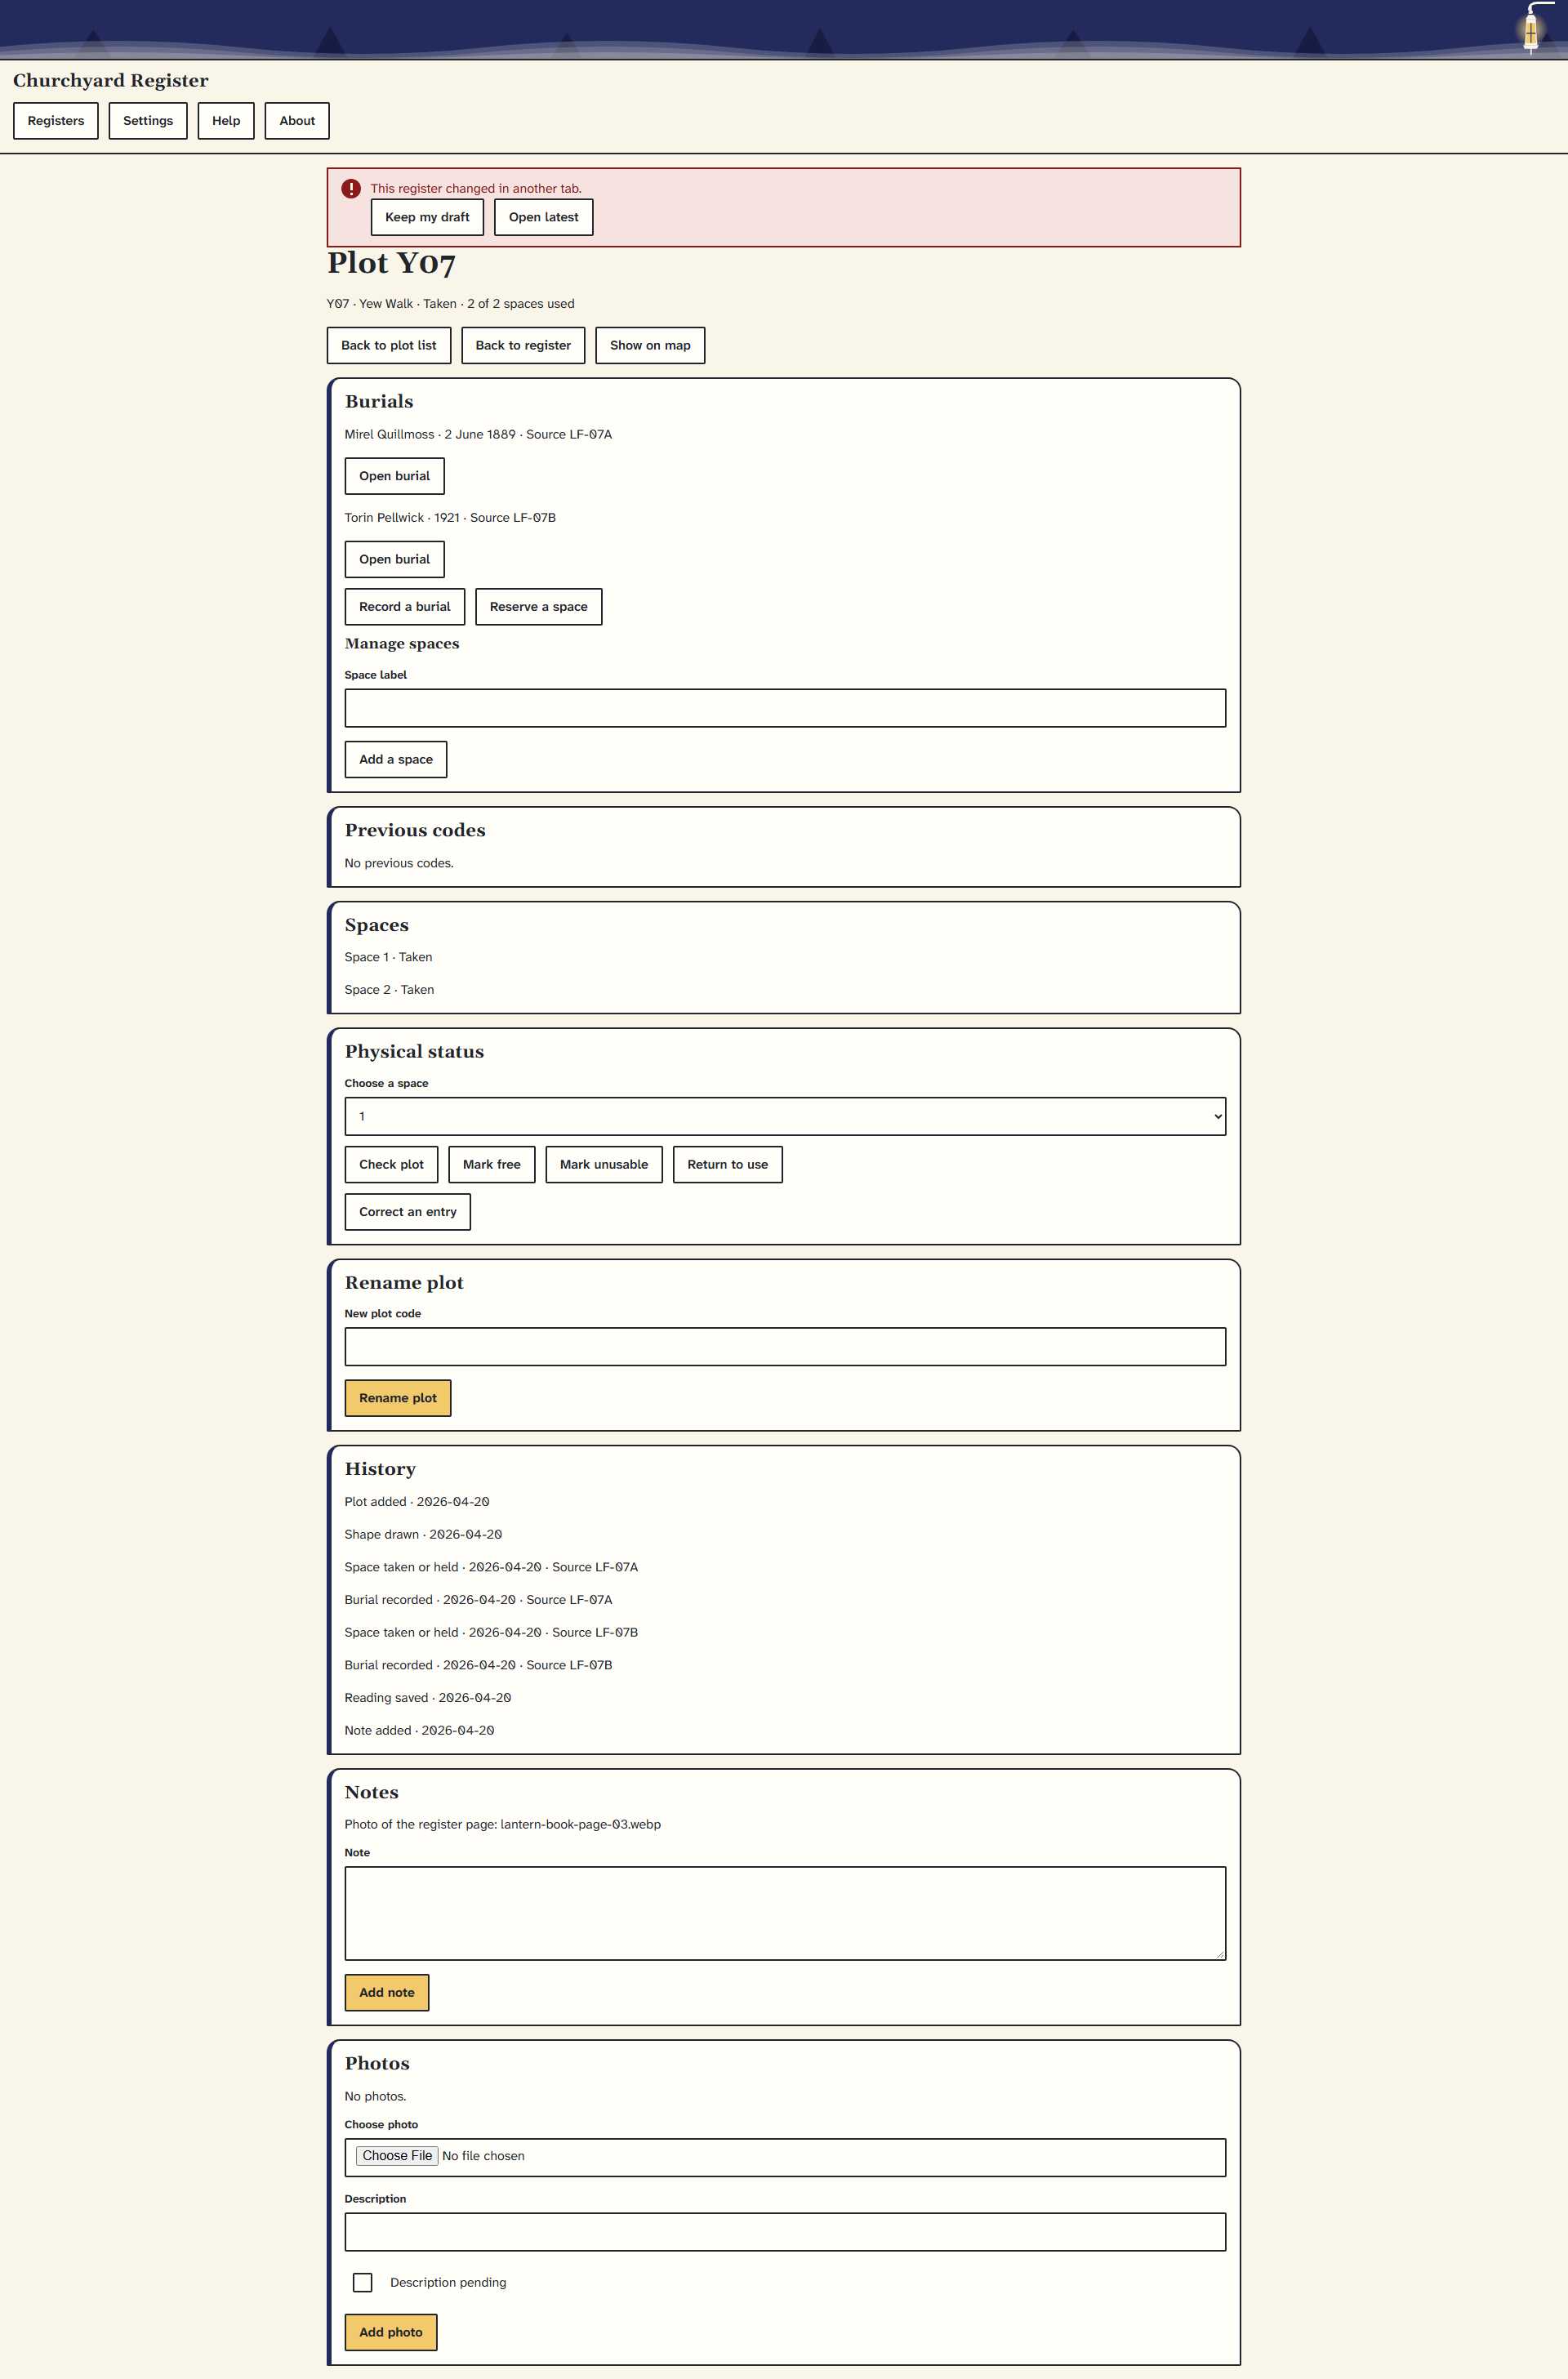 Churchyard Register
Registers Settings Help About
This register changed in another tab.
Keep my draft Open latest
Plot Y07
Y07 · Yew Walk · Taken · 2 of 2 spaces used
Back to plot list Back to register Show on map
Burials
Mirel Quillmoss · 2 June 1889 · Source LF-07A
Open burial
Torin Pellwick · 1921 · Source LF-07B
Open burial
Record a burial Reserve a space
Manage spaces
Space label
Add a space
Previous codes
No previous codes.
Spaces
Space 1 · Taken
Space 2 · Taken
Physical status
Choose a space
1
Check plot Mark free Mark unusable Return to use
Correct an entry
Rename plot
New plot code
Rename plot
History
Plot added · 2026-04-20
Shape drawn · 2026-04-20
Space taken or held · 2026-04-20 · Source LF-07A
Burial recorded · 2026-04-20 · Source LF-07A
Space taken or held · 2026-04-20 · Source LF-07B
Burial recorded · 2026-04-20 · Source LF-07B
Reading saved · 2026-04-20
Note added · 2026-04-20
Notes
Photo of the register page: lantern-book-page-03.webp
Note
Add note
Photos
No photos.
Choose photo
Choose File No file chosen
Description
Description pending
Add photo